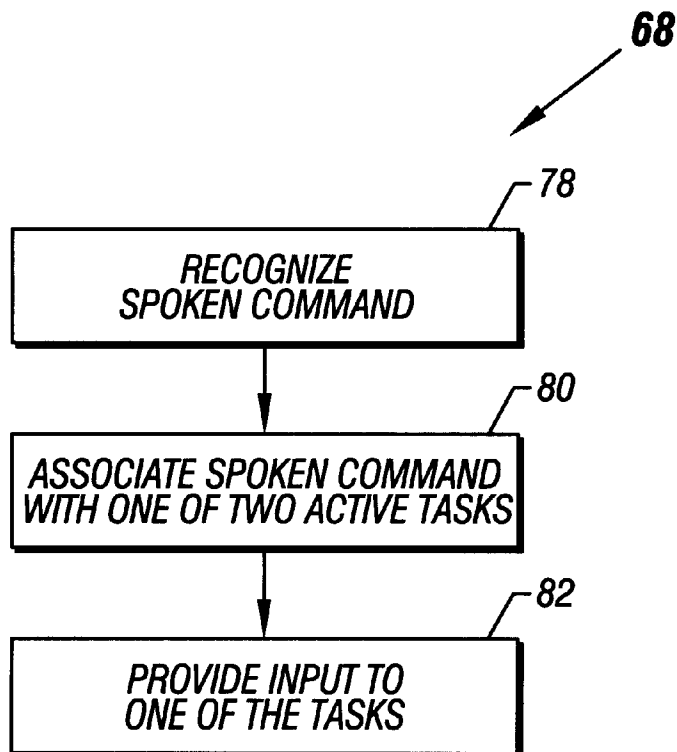 68
78
RECOGNIZE
SPOKEN COMMAND
80
ASSOCIATE SPOKEN COMMAND
WITH ONE OF TWO ACTIVE TASKS
82
PROVIDE INPUT TO
ONE OF THE TASKS